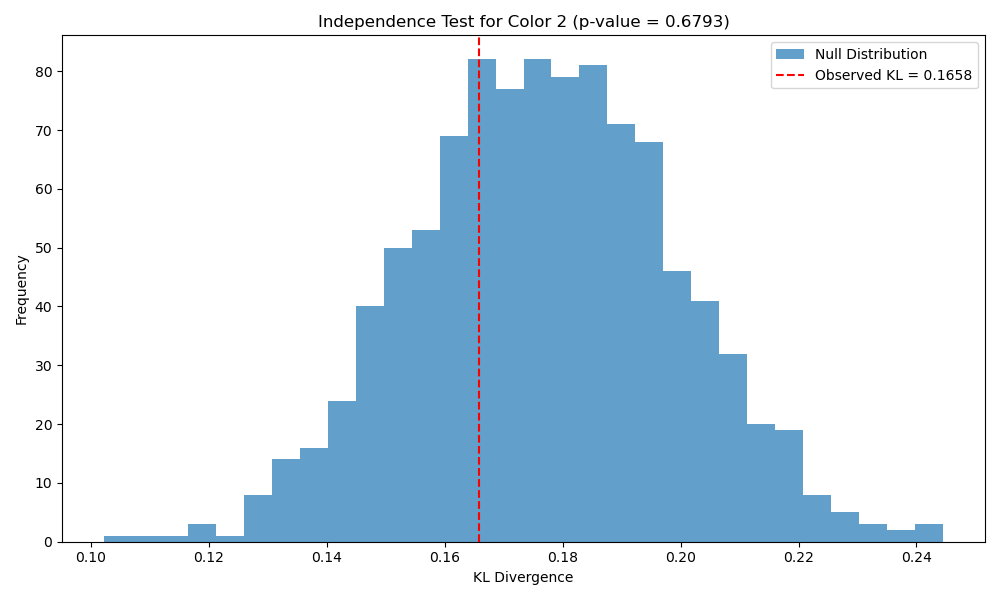 Independence Test for Color 2 (p-value = 0.6793)
Null Distribution
Observed KL = 0.1658
Frequency
80
70
60
50
40
30
20
10
0
0.10 0.12 0.14 0.16 0.18 0.20 0.22 0.24
KL Divergence